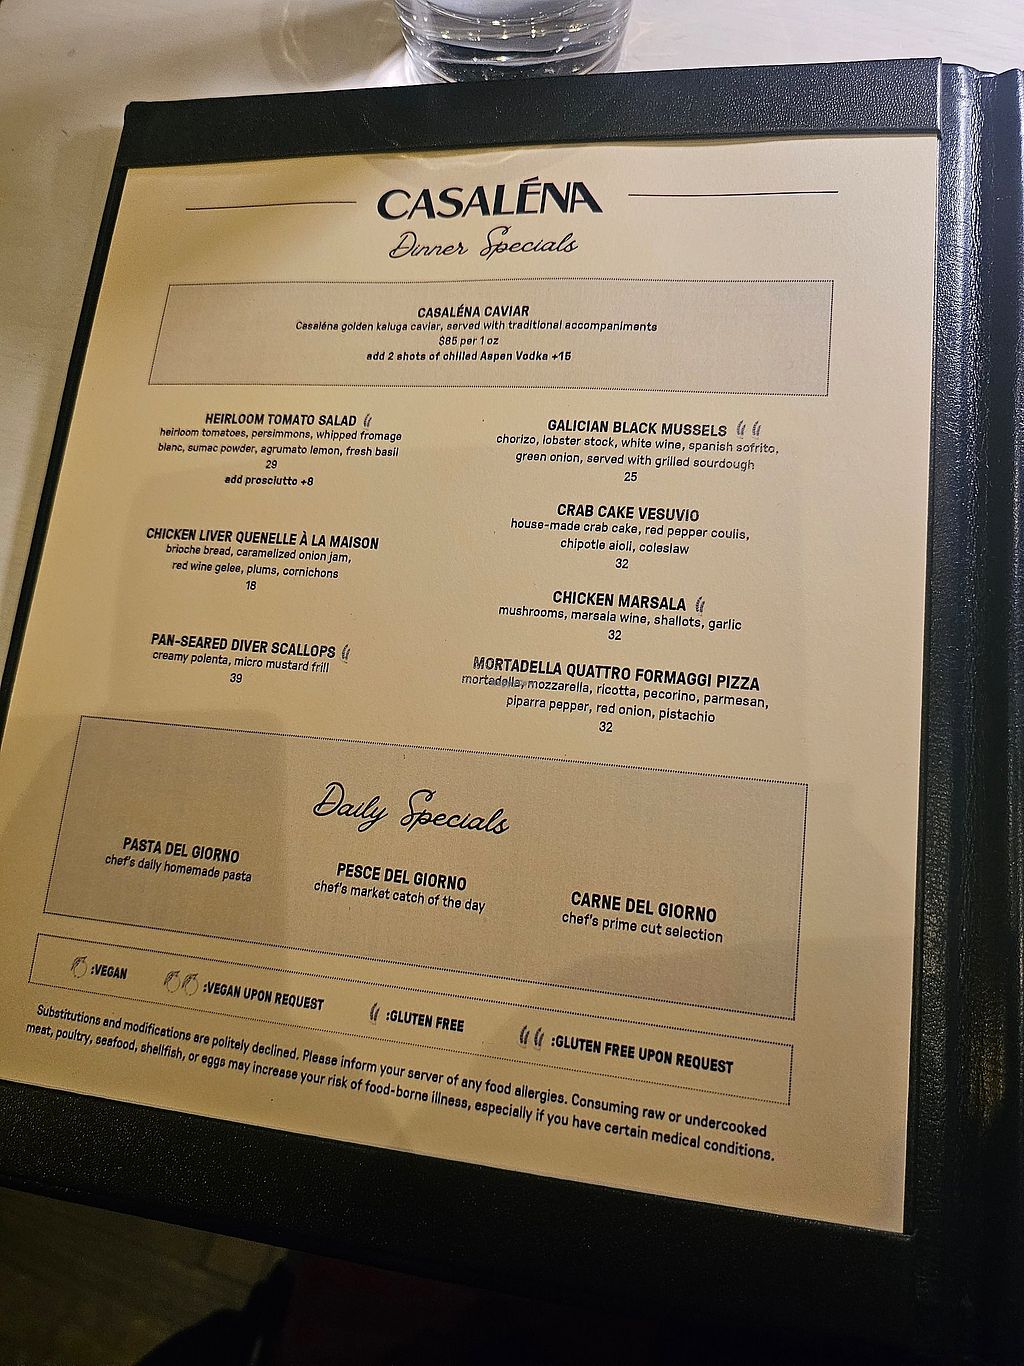 CASALÉNA
Dinner Specials
CASALÉNA CAVIAR
Casaléna golden kaluga caviar, served with traditional accompaniments
$85 per 1 oz
add 2 shots of chilled Aspen Vodka +15
HEIRLOOM TOMATO SALAD
heirloom tomatoes, persimmons, whipped fromage
blanc, sumac powder, agrumato lemon, fresh basil
29
add prosciutto +8
CHICKEN LIVER QUENELLE À LA MAISON
brioche bread, caramelized onion jam,
red wine gelee, plums, cornichons
18
PAN-SEARED DIVER SCALLOPS
creamy polenta, micro mustard frill
39
GALICIAN BLACK MUSSELS
chorizo, lobster stock, white wine, spanish sofrito,
green onion, served with grilled sourdough
25
CRAB CAKE VESUVIO
house-made crab cake, red pepper coulis,
chipotle aioli, coleslaw
32
CHICKEN MARSALA
mushrooms, marsala wine, shallots, garlic
32
MORTADELLA QUATTRO FORMAGGI PIZZA
mortadella, mozzarella, ricotta, pecorino, parmesan,
piparra pepper, red onion, pistachio
32
Daily Specials
PASTA DEL GIORNO
chef's daily homemade pasta
PESCE DEL GIORNO
chef's market catch of the day
CARNE DEL GIORNO
chef's prime cut selection
:VEGAN :VEGAN UPON REQUEST :GLUTEN FREE :GLUTEN FREE UPON REQUEST
Substitutions and modifications are politely declined. Please inform your server of any food allergies. Consuming raw or undercooked
meat, poultry, seafood, shellfish, or eggs may increase your risk of food-borne illness, especially if you have certain medical conditions.